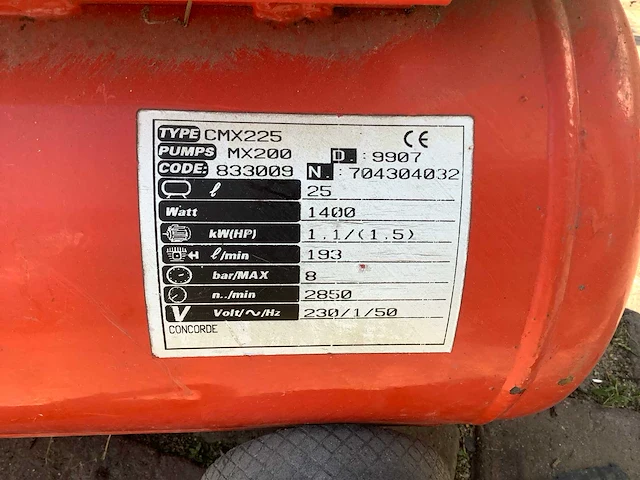 TYPE CMX225 CE
PUMPS MX200 D. : 9907
CODE: 833009 N. : 704304032
ℓ 25
Watt 1400
kW(HP) 1.1/(1.5)
ℓ/min 193
bar/MAX 8
n../min 2850
V Volt/~/Hz 230/1/50
CONCORDE